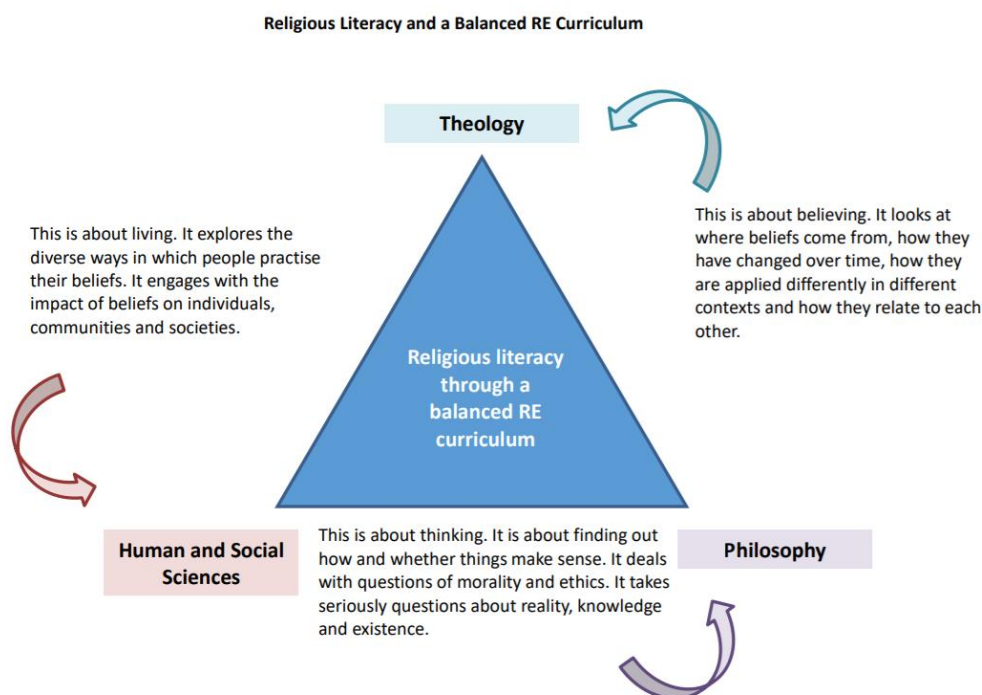 Religious Literacy and a Balanced RE Curriculum
Theology
This is about believing. It looks at
where beliefs come from, how they
have changed over time, how they
are applied differently in different
contexts and how they relate to each
other.
This is about living. It explores the
diverse ways in which people practise
their beliefs. It engages with the
impact of beliefs on individuals,
communities and societies.
Religious literacy
through a
balanced RE
curriculum
Human and Social
Sciences
This is about thinking. It is about finding out
how and whether things make sense. It deals
with questions of morality and ethics. It takes
seriously questions about reality, knowledge
and existence.
Philosophy